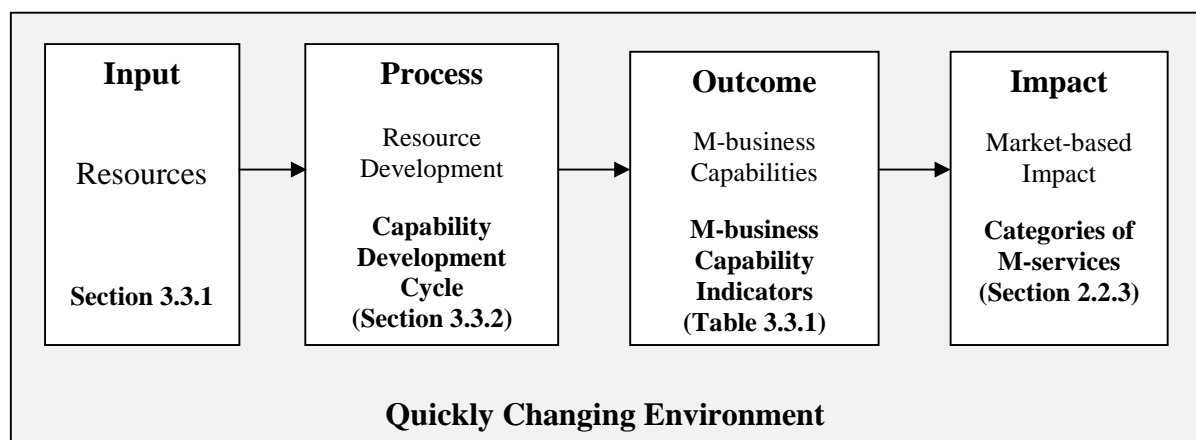 Input
Resources
Section 3.3.1
Process
Resource
Development
Capability
Development
Cycle
(Section 3.3.2)
Outcome
M-business
Capabilities
M-business
Capability
Indicators
(Table 3.3.1)
Impact
Market-based
Impact
Categories of
M-services
(Section 2.2.3)
Quickly Changing Environment